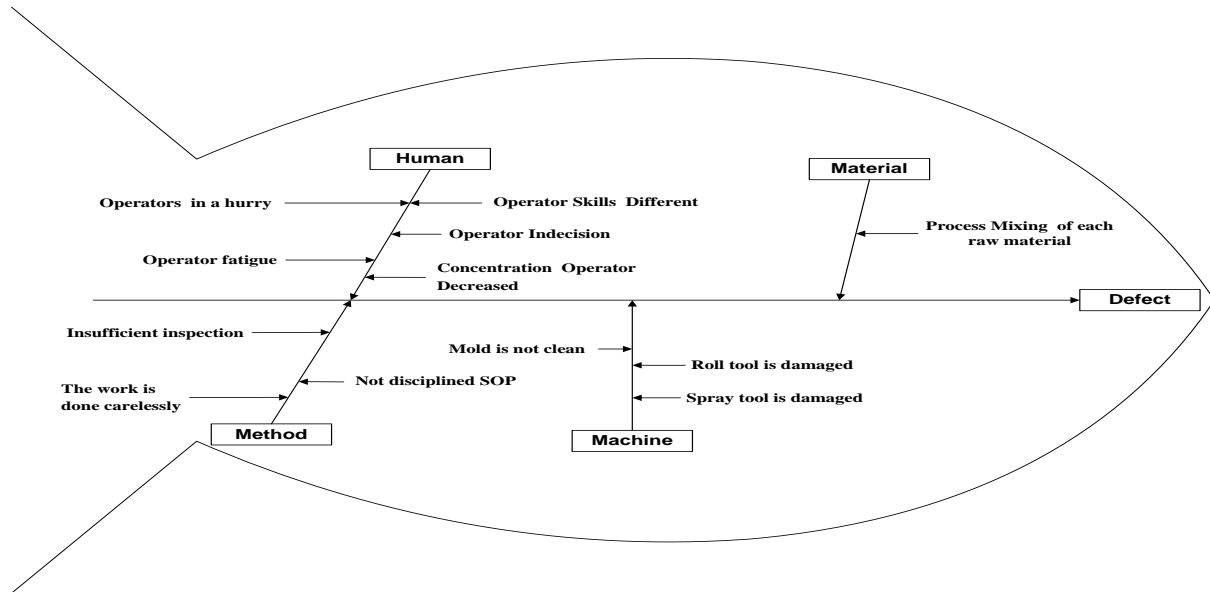 Human
Material
Operators in a hurry
Operator Skills Different
Operator Indecision
Process Mixing of each
raw material
Operator fatigue
Concentration Operator
Decreased
Defect
Insufficient inspection
Mold is not clean
Roll tool is damaged
Not disciplined SOP
The work is
done carelessly
Spray tool is damaged
Method
Machine